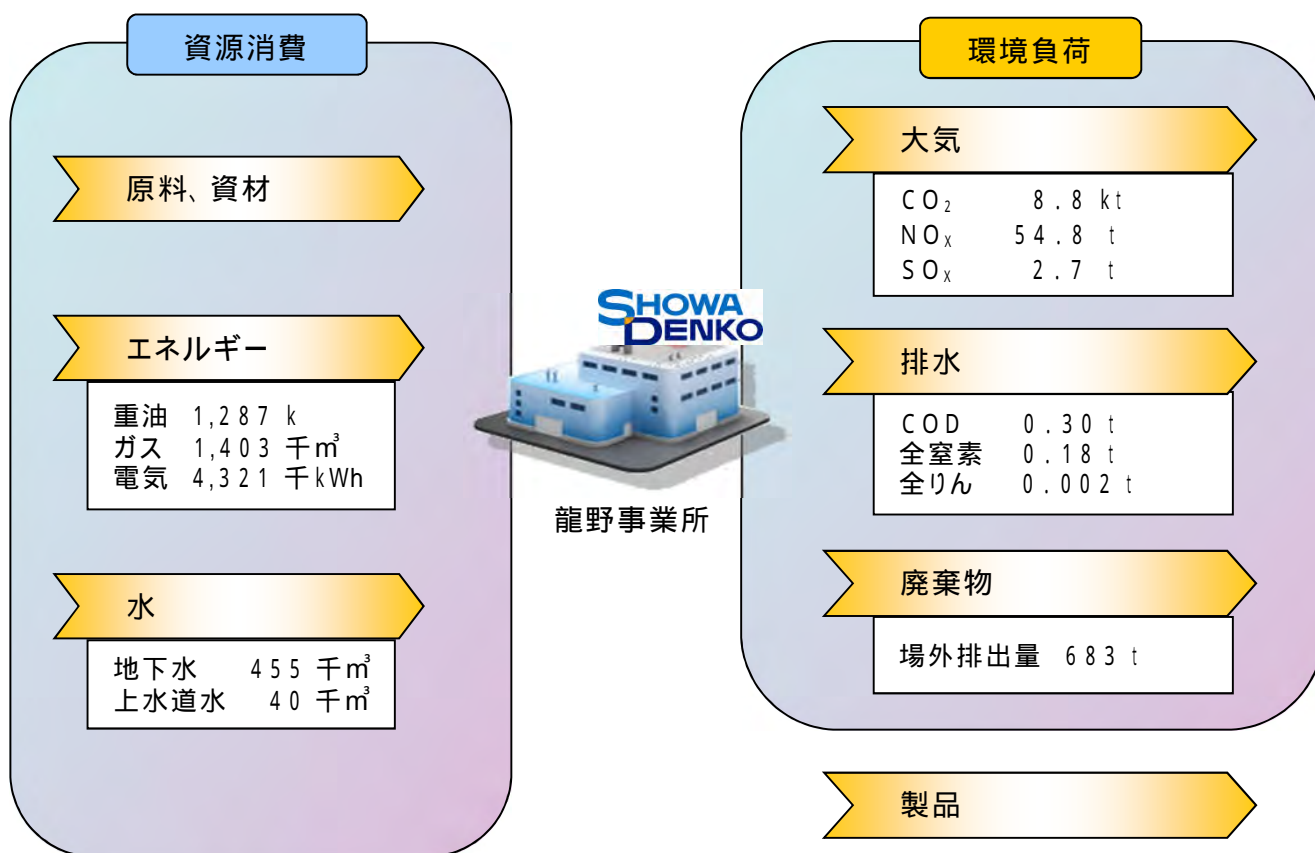 資源消費
原料、資材
エネルギー
重油 1,287 k
ガス 1,403 千㎥
電気 4,321 千kWh
水
地下水 455 千㎥
上水道水 40 千㎥
SHOWA
DENKO
龍野事業所
環境負荷
大気
CO₂ 8.8 kt
NOₓ 54.8 t
SOₓ 2.7 t
排水
COD 0.30 t
全窒素 0.18 t
全りん 0.002 t
廃棄物
場外排出量 683 t
製品